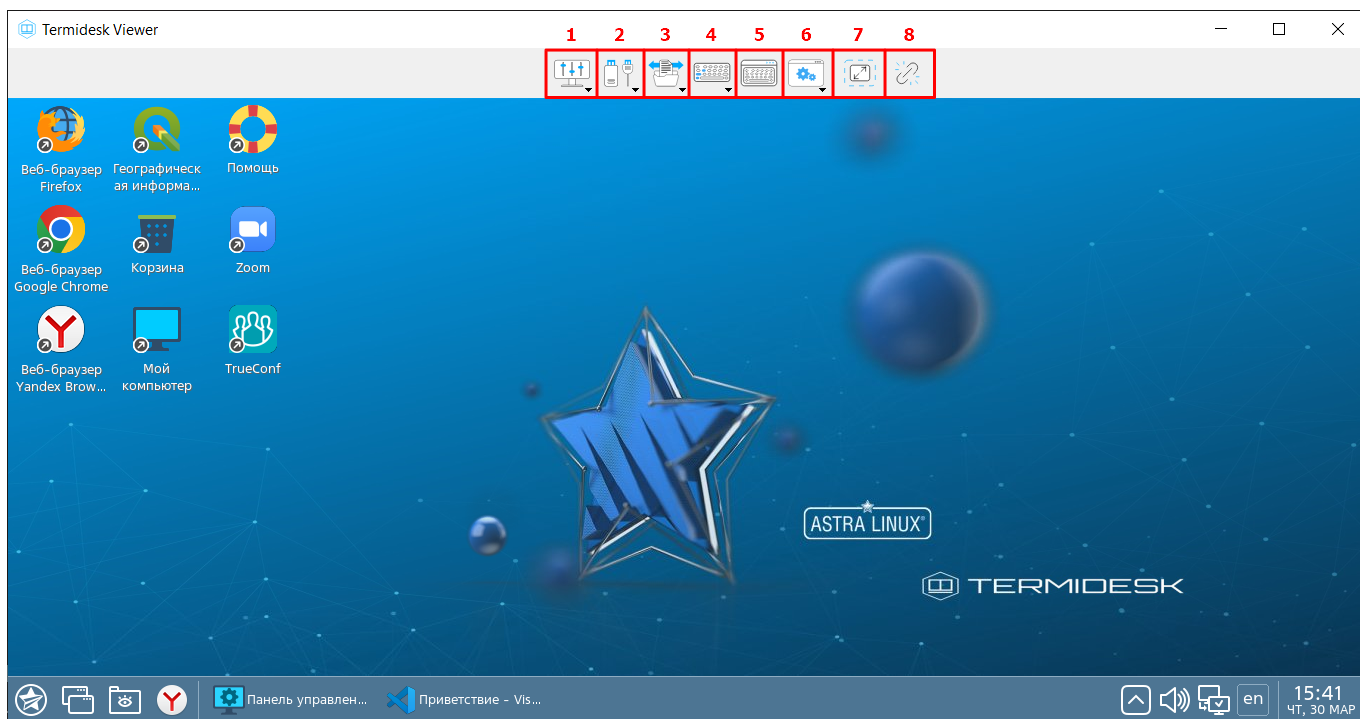 Termidesk Viewer
1 2 3 4 5 6 7 8
Веб-браузер
Firefox
Географическ
ая информа...
Помощь
Веб-браузер
Google Chrome
Корзина
Zoom
Веб-браузер
Yandex Brow...
Мой
компьютер
TrueConf
ASTRA LINUX®
TERMIDESK
Панель управлен...
Приветствие - Vis...
en
15:41
ЧТ, 30 МАР